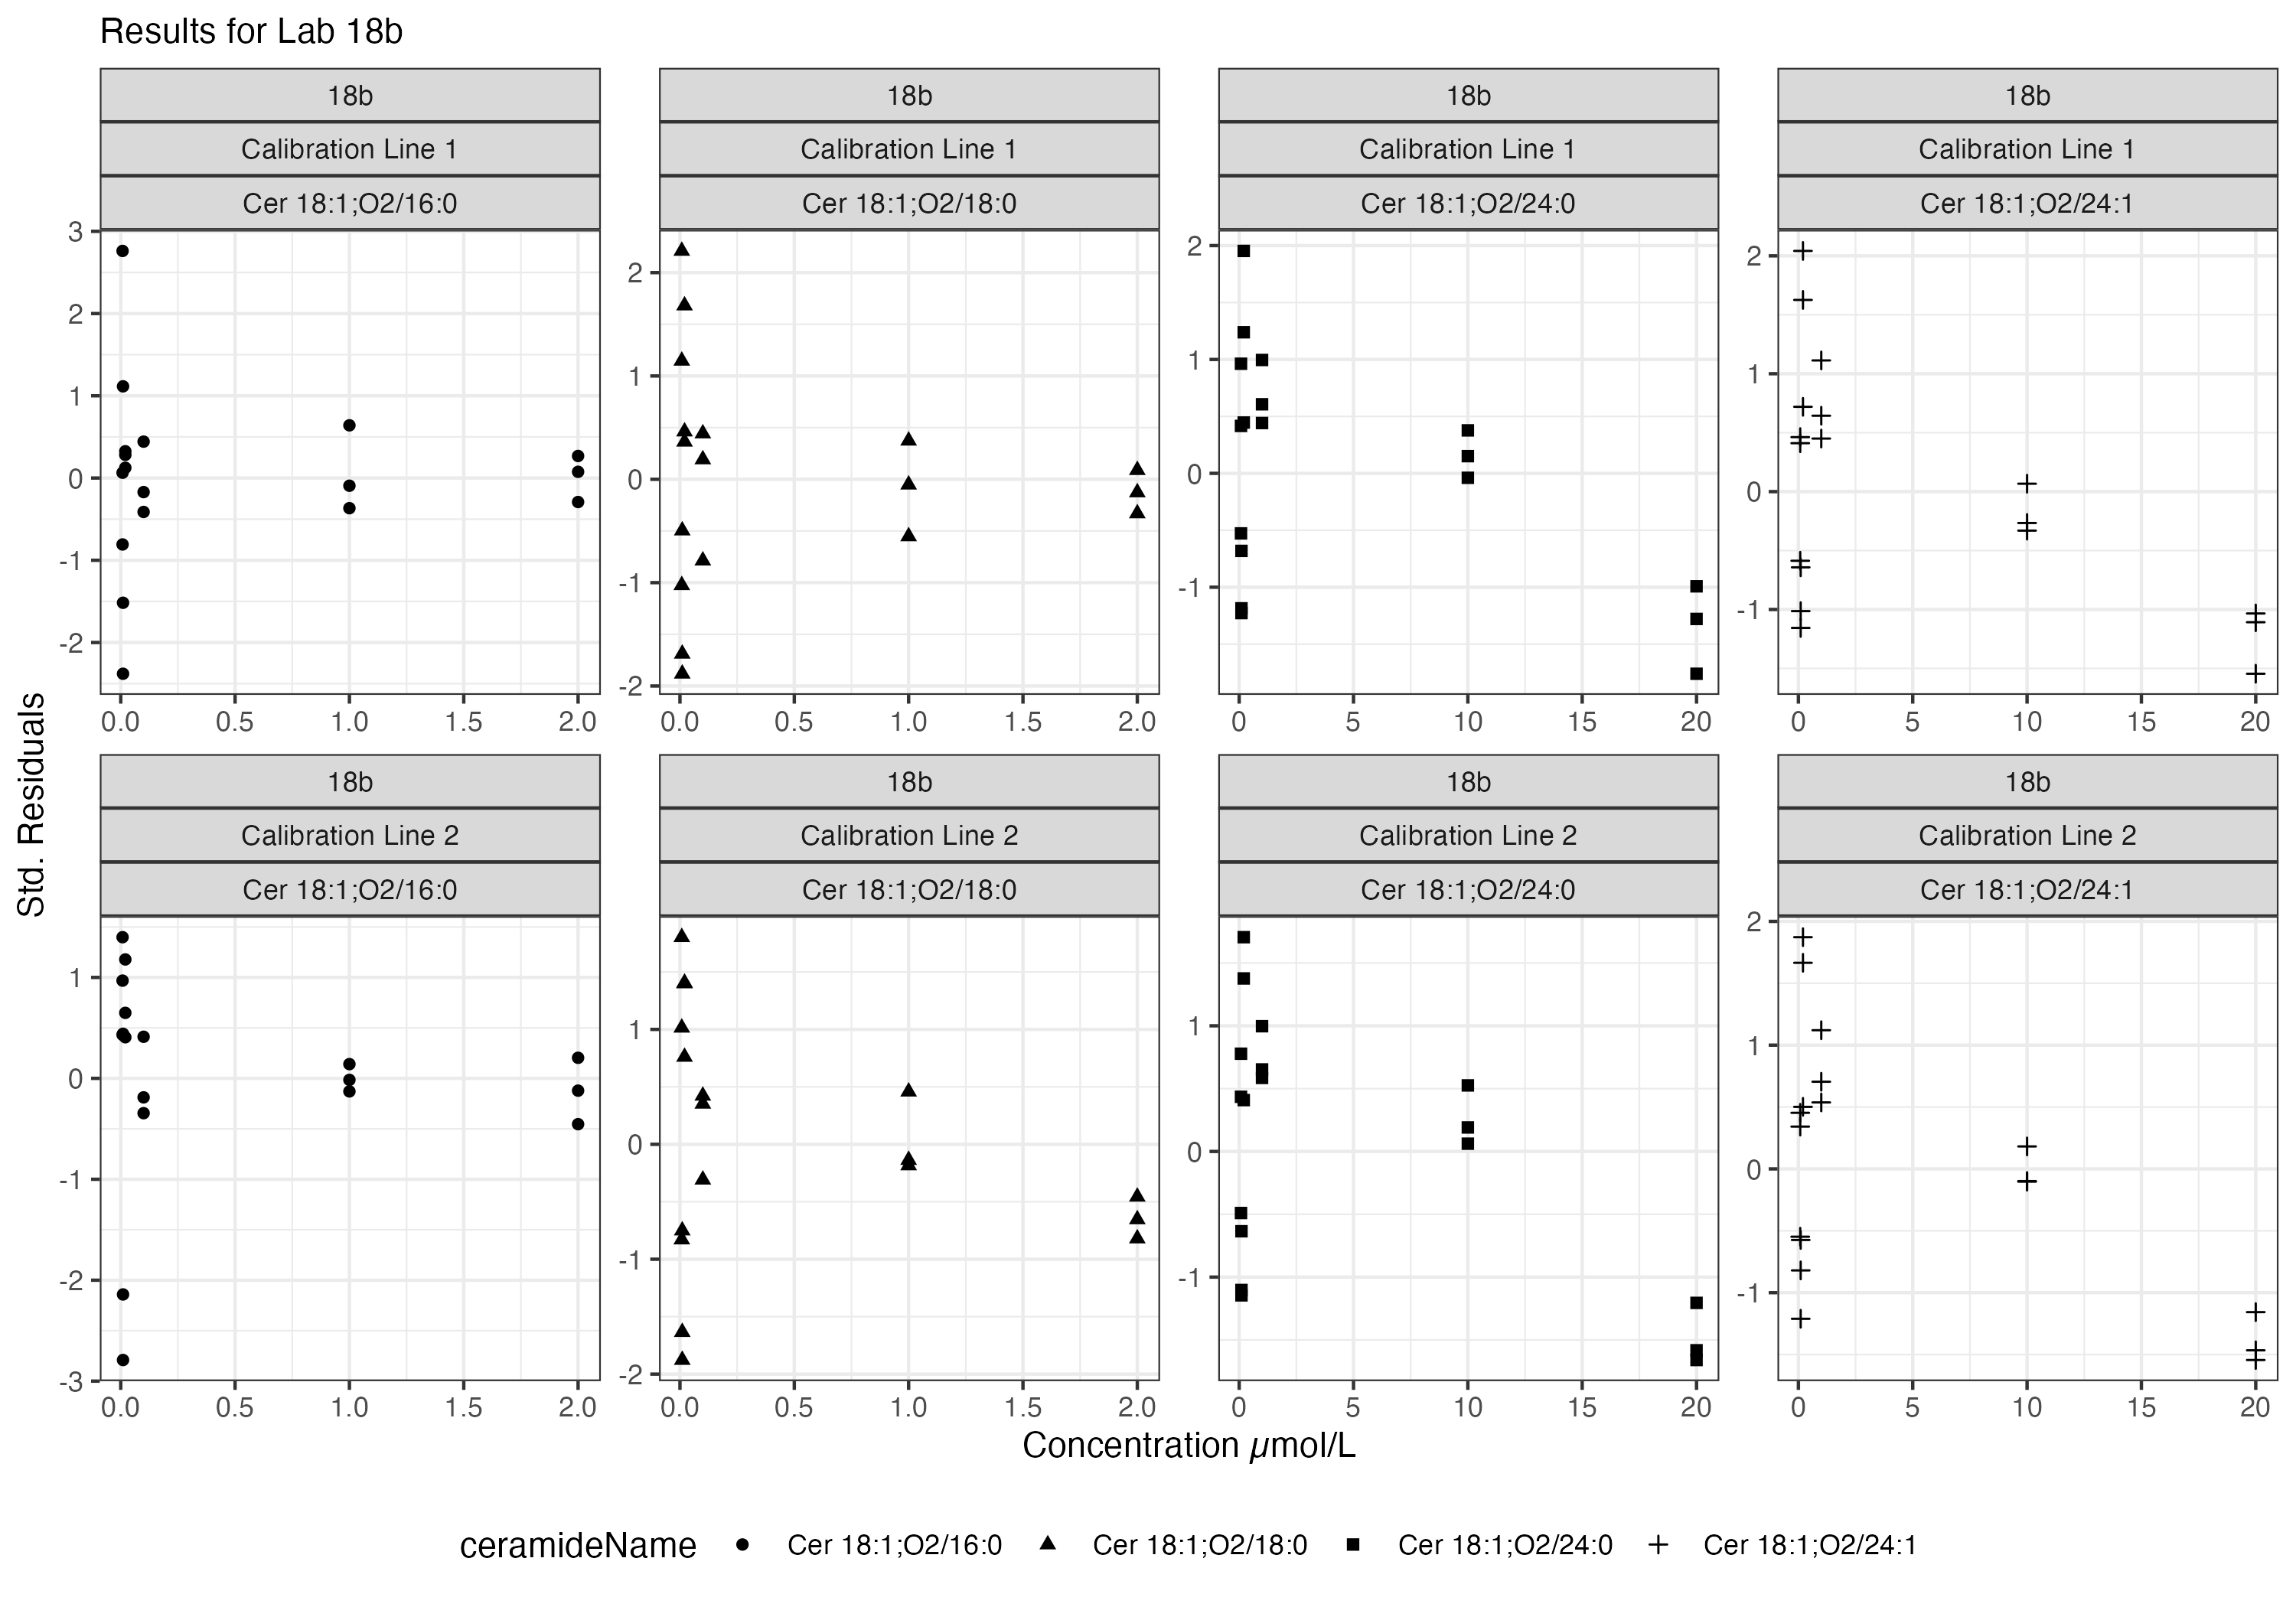 Results for Lab 18b
18b 18b 18b 18b
Calibration Line 1 Calibration Line 1 Calibration Line 1 Calibration Line 1
Cer 18:1;O2/16:0 Cer 18:1;O2/18:0 Cer 18:1;O2/24:0 Cer 18:1;O2/24:1
3
2
1
0
-1
-2
2
1
0
-1
-2
2
1
0
-1
2
1
0
-1
0.0 0.5 1.0 1.5 2.0 0.0 0.5 1.0 1.5 2.0 0 5 10 15 20 0 5 10 15 20
Std. Residuals
18b 18b 18b 18b
Calibration Line 2 Calibration Line 2 Calibration Line 2 Calibration Line 2
Cer 18:1;O2/16:0 Cer 18:1;O2/18:0 Cer 18:1;O2/24:0 Cer 18:1;O2/24:1
1
0
-1
-2
-3
1
0
-1
-2
1
0
-1
2
1
0
-1
0.0 0.5 1.0 1.5 2.0 0.0 0.5 1.0 1.5 2.0 0 5 10 15 20 0 5 10 15 20
Concentration µmol/L
ceramideName Cer 18:1;O2/16:0 Cer 18:1;O2/18:0 Cer 18:1;O2/24:0 Cer 18:1;O2/24:1